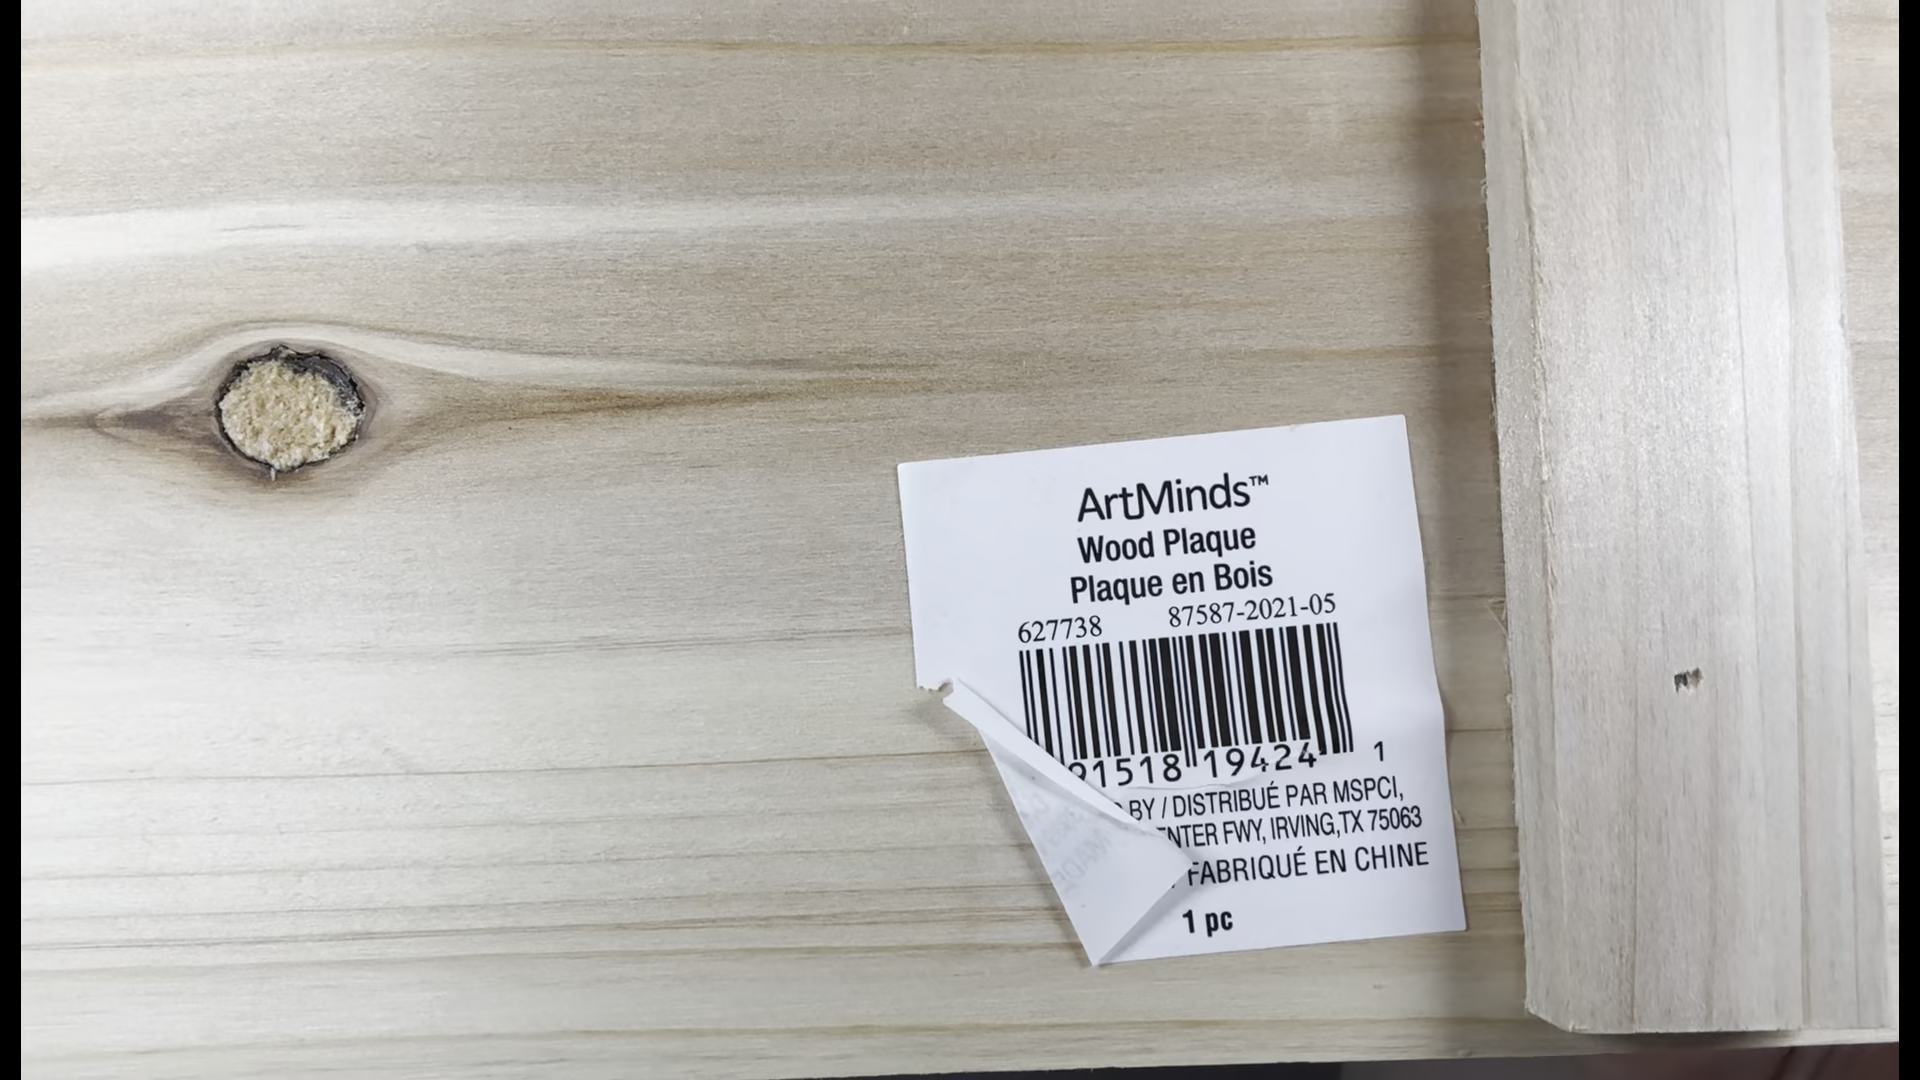 ArtMinds™
Wood Plaque
Plaque en Bois
627738 87587-2021-05
91518 19424 1
BY / DISTRIBUÉ PAR MSPCI,
FWY, IRVING, TX 75063
FABRIQUÉ EN CHINE
1 pc